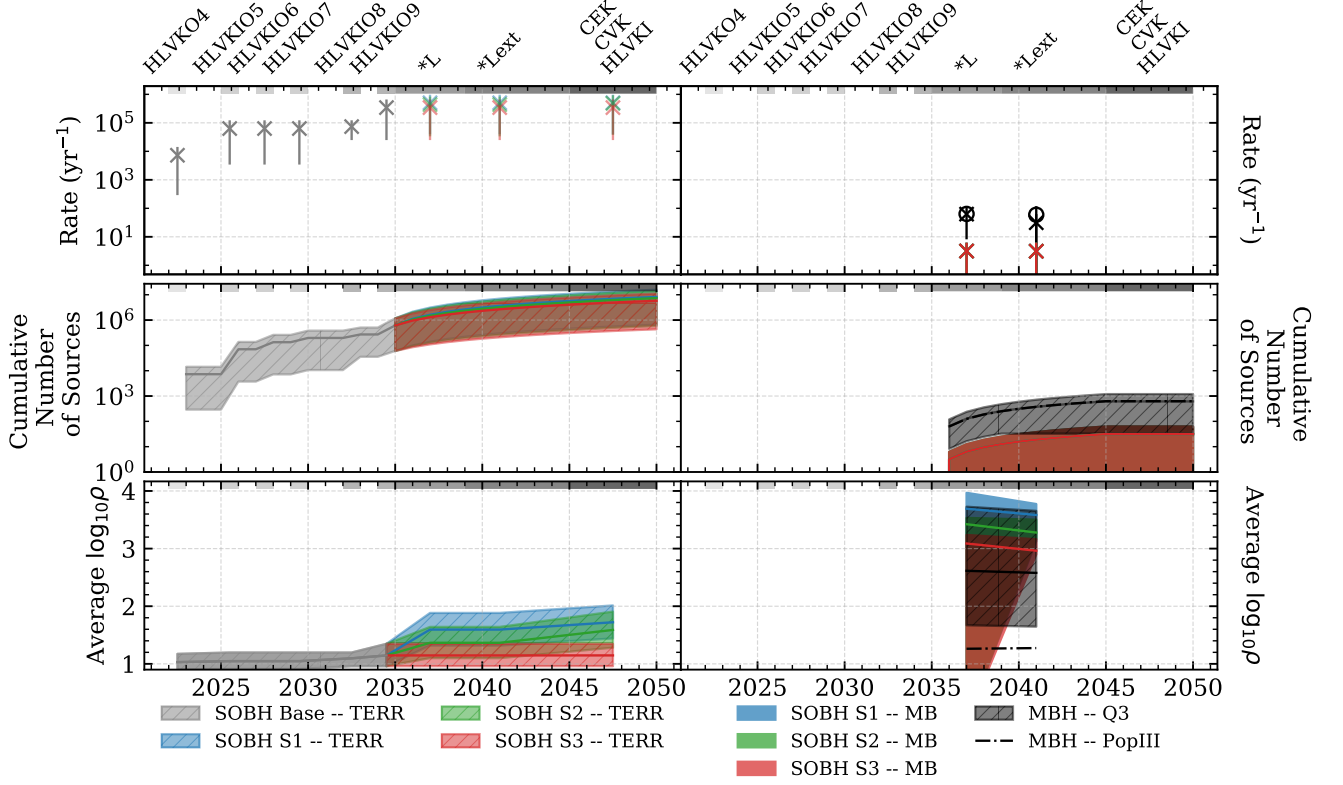 HLVKO4
HLVKIO5
HLVKIO6
HLVKIO7
HLVKIO8
HLVKIO9
*L
*Lext
CEK
CVK
HLVKI
HLVKO4
HLVKIO5
HLVKIO6
HLVKIO7
HLVKIO8
HLVKIO9
*L
*Lext
CEK
CVK
HLVKI
Rate (yr⁻¹)
10⁵
10³
10¹
Rate (yr⁻¹)
Cumulative
Number
of Sources
10⁶
10³
10⁰
Cumulative
Number
of Sources
Average log₁₀ρ
4
3
2
1
Average log₁₀ρ
2025 2030 2035 2040 2045 2050
2025 2030 2035 2040 2045 2050
SOBH Base -- TERR
SOBH S1 -- TERR
SOBH S2 -- TERR
SOBH S3 -- TERR
SOBH S1 -- MB
SOBH S2 -- MB
SOBH S3 -- MB
MBH -- Q3
MBH -- PopIII